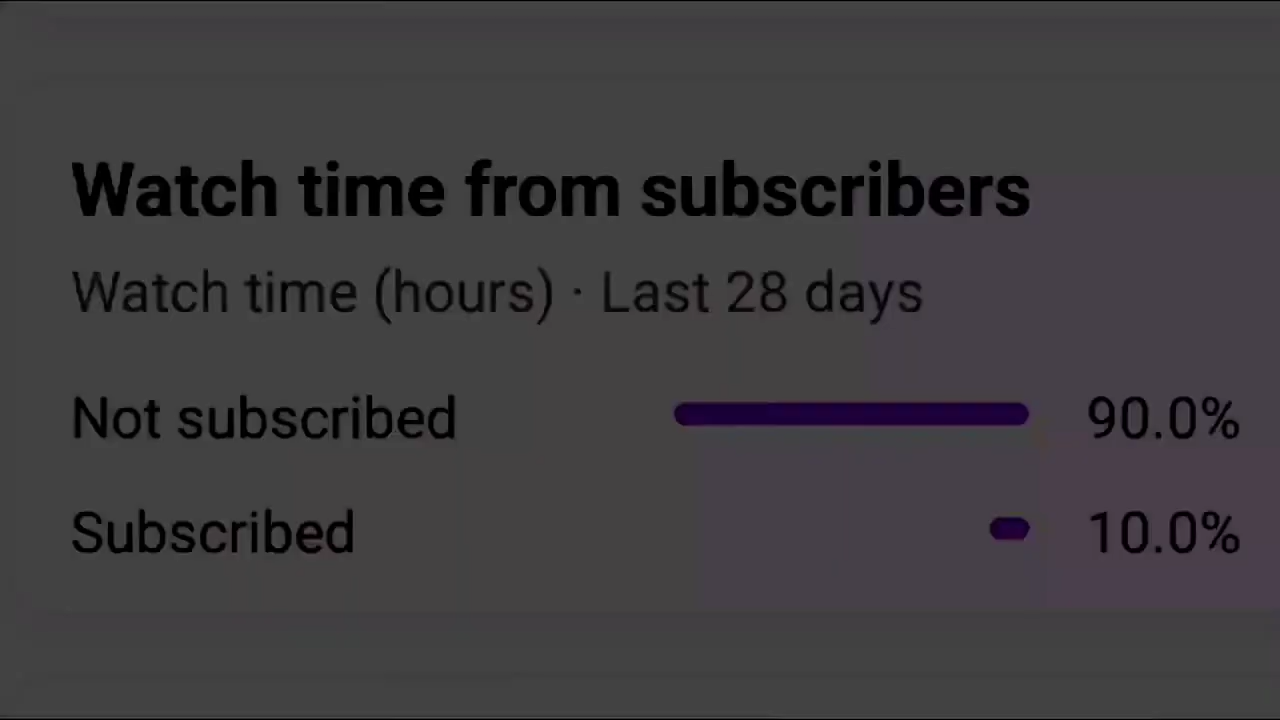 Watch time from subscribers
Watch time (hours) · Last 28 days
Not subscribed 90.0%
Subscribed 10.0%